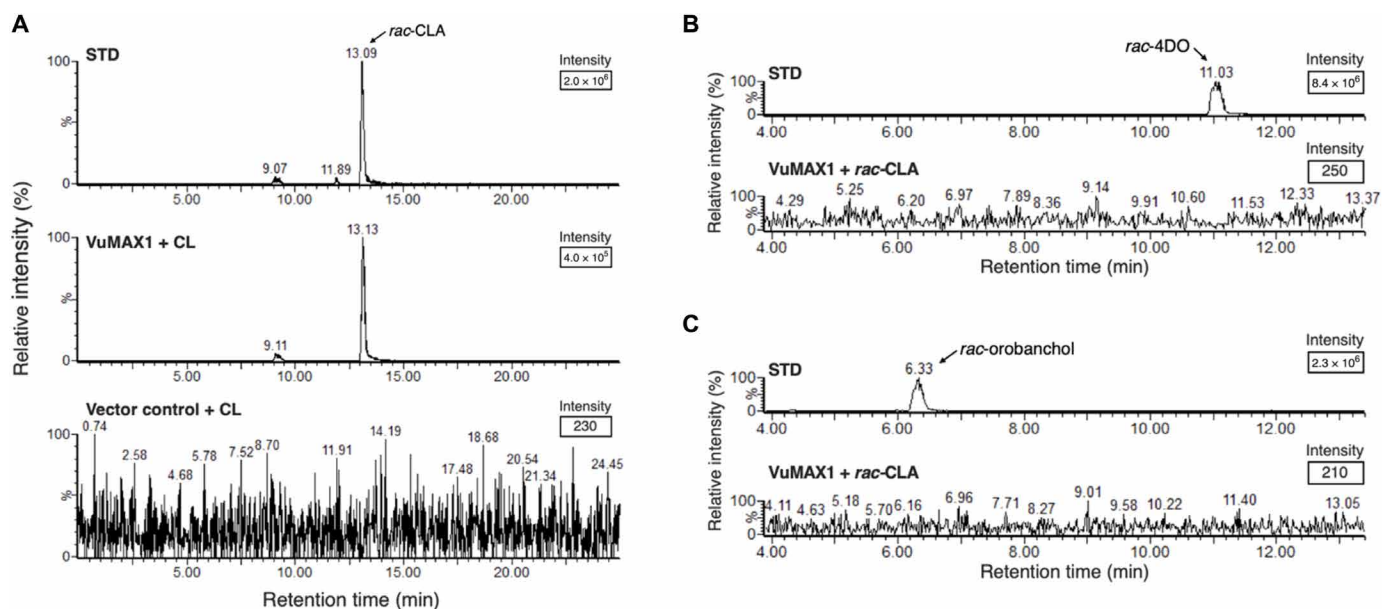 A
STD
rac-CLA
13.09
Intensity
2.0 × 10⁶
100
%
0
9.07
11.89
5.00 10.00 15.00 20.00
VuMAX1 + CL
13.13
Intensity
4.0 × 10⁵
100
%
0
9.11
5.00 10.00 15.00 20.00
Vector control + CL
Intensity
230
100
%
0
0.74 2.58 4.68 5.78 7.52 8.70 11.91 14.19 17.48 18.68 20.54 21.34 24.45
5.00 10.00 15.00 20.00
Relative intensity (%)
Retention time (min)
B
STD
rac-4DO
11.03
Intensity
8.4 × 10⁶
100
%
0
4.00 6.00 8.00 10.00 12.00
VuMAX1 + rac-CLA
Intensity
250
100
%
0
4.29 5.25 6.20 6.97 7.89 8.36 9.14 9.91 10.60 11.53 12.33 13.37
4.00 6.00 8.00 10.00 12.00
Relative intensity (%)
Retention time (min)
C
STD
rac-orobanchol
6.33
Intensity
2.3 × 10⁶
100
%
0
4.00 6.00 8.00 10.00 12.00
VuMAX1 + rac-CLA
Intensity
210
100
%
0
4.11 4.63 5.18 5.70 6.16 6.96 7.71 8.27 9.01 9.58 10.22 11.40 13.05
4.00 6.00 8.00 10.00 12.00
Relative intensity (%)
Retention time (min)